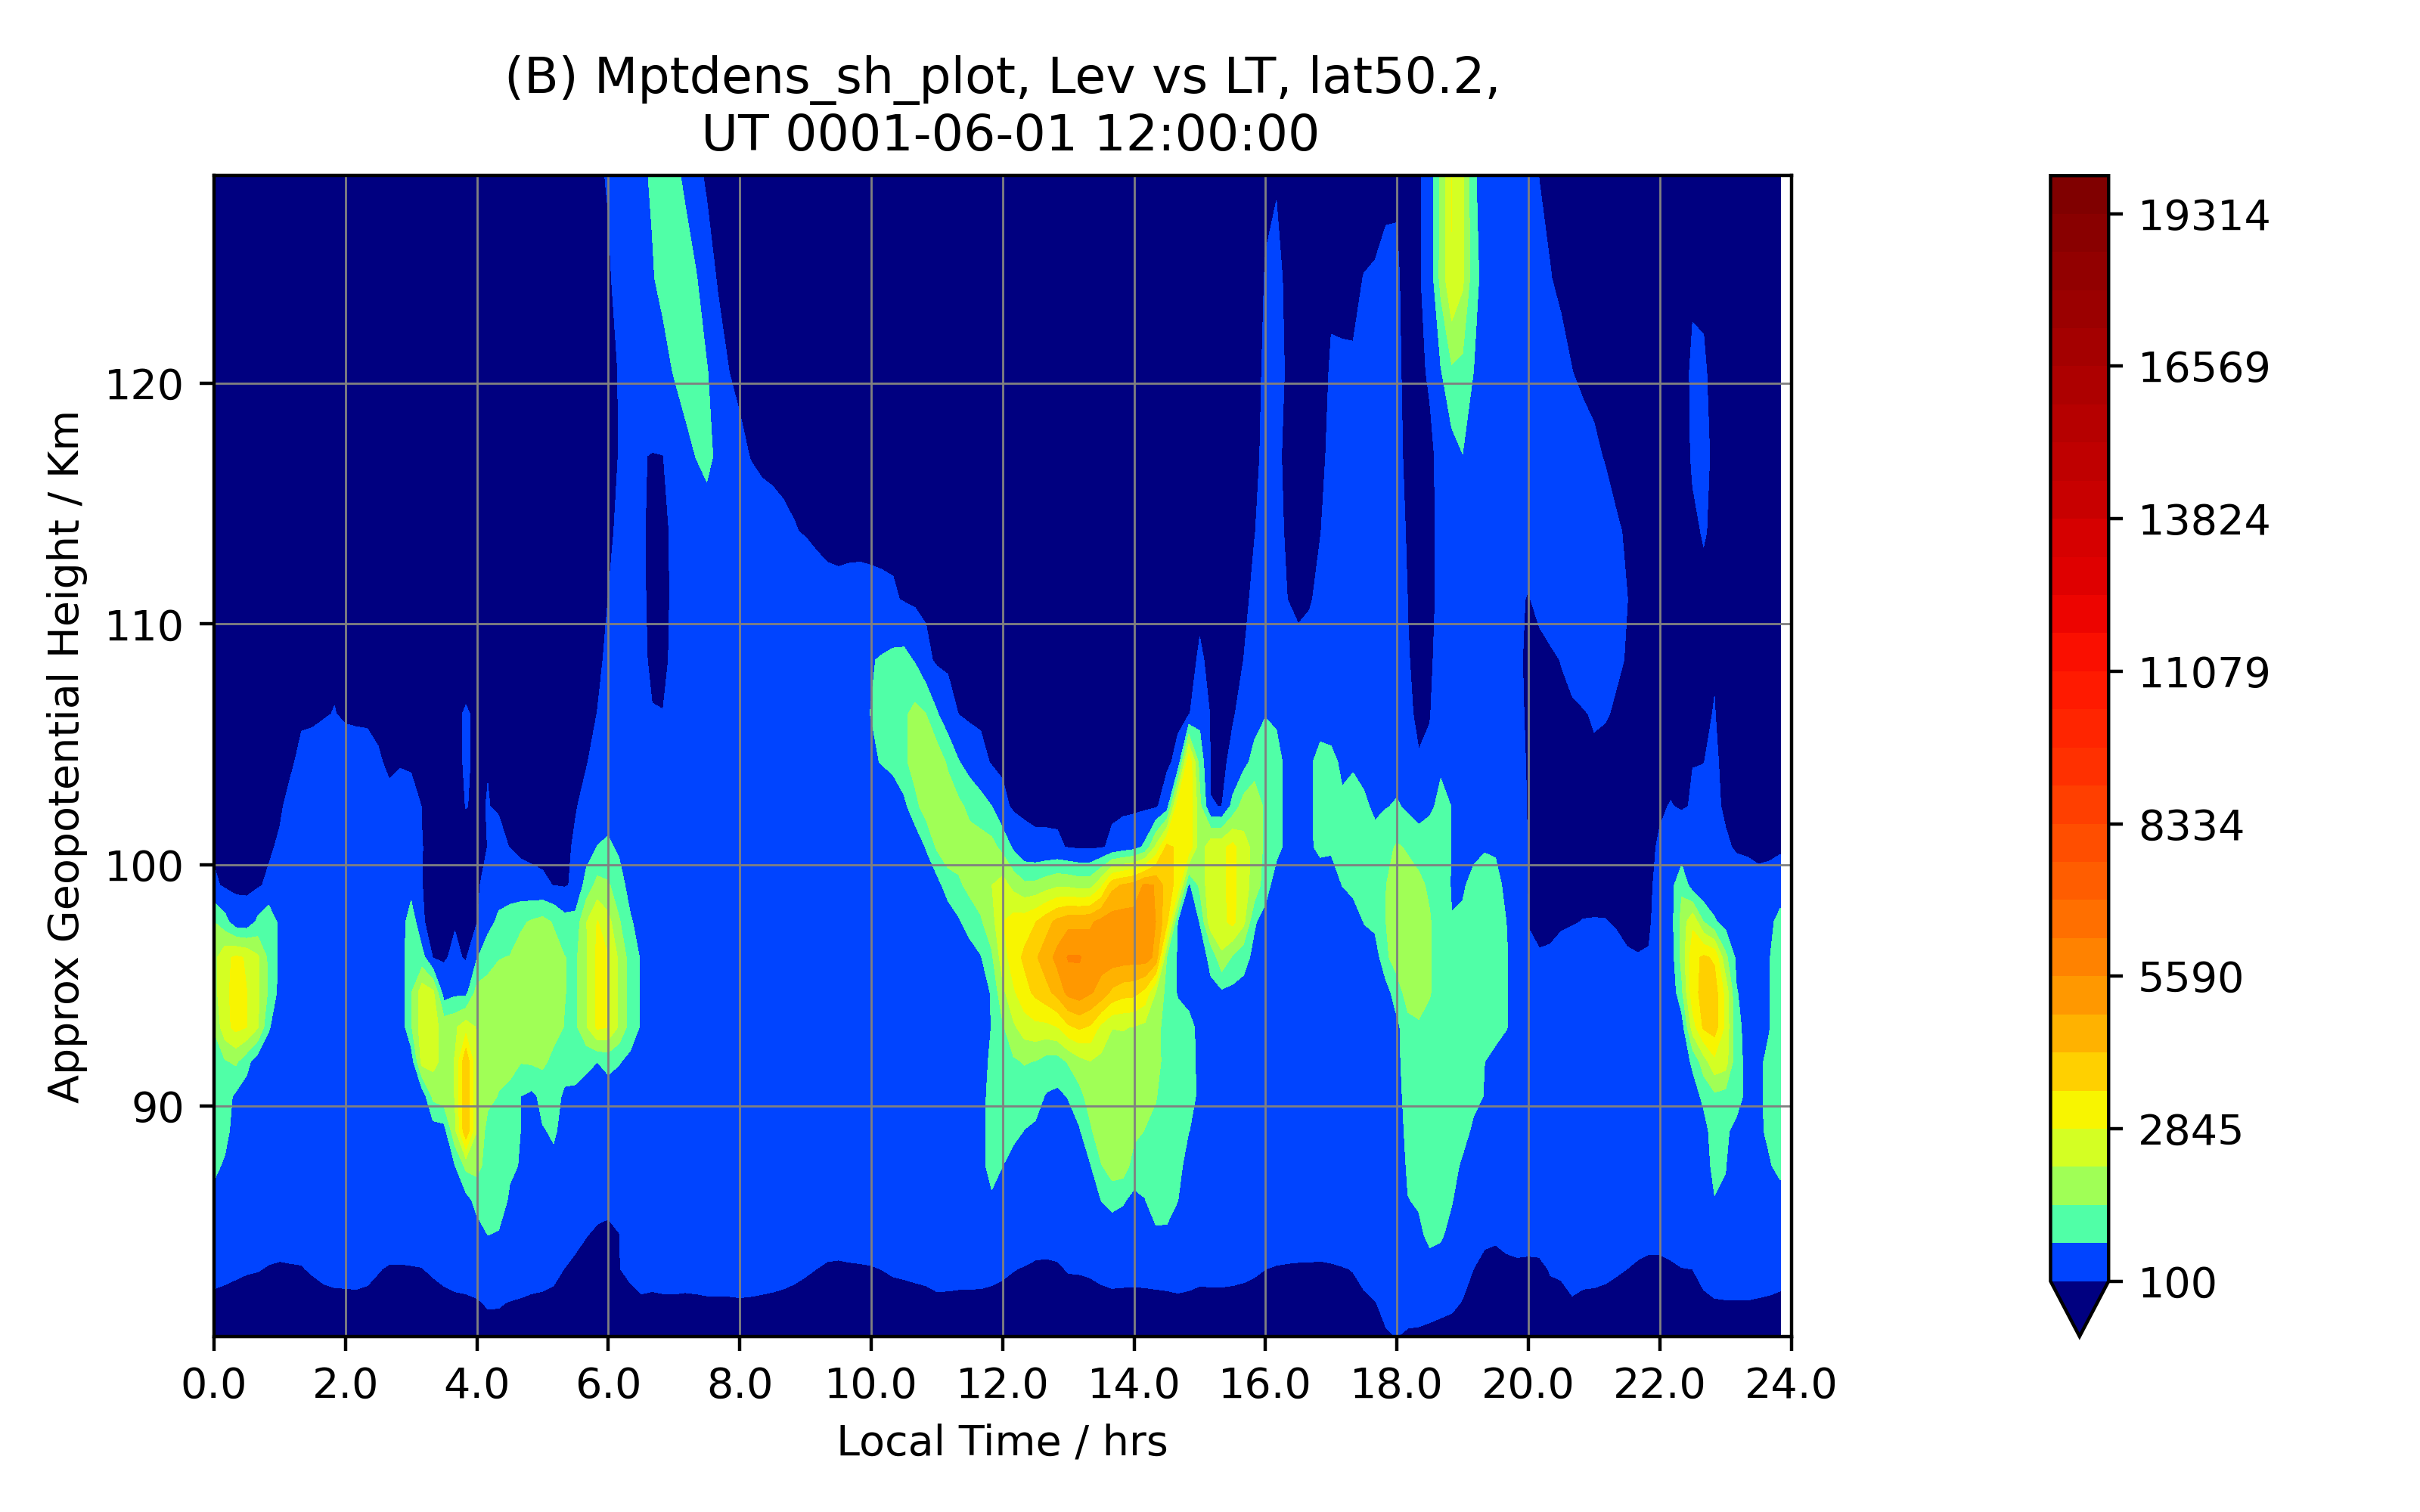 (B) Mptdens_sh_plot, Lev vs LT, lat50.2,
UT 0001-06-01 12:00:00
Approx Geopotential Height / Km
120
110
100
90
0.0 2.0 4.0 6.0 8.0 10.0 12.0 14.0 16.0 18.0 20.0 22.0 24.0
Local Time / hrs
19314
16569
13824
11079
8334
5590
2845
100